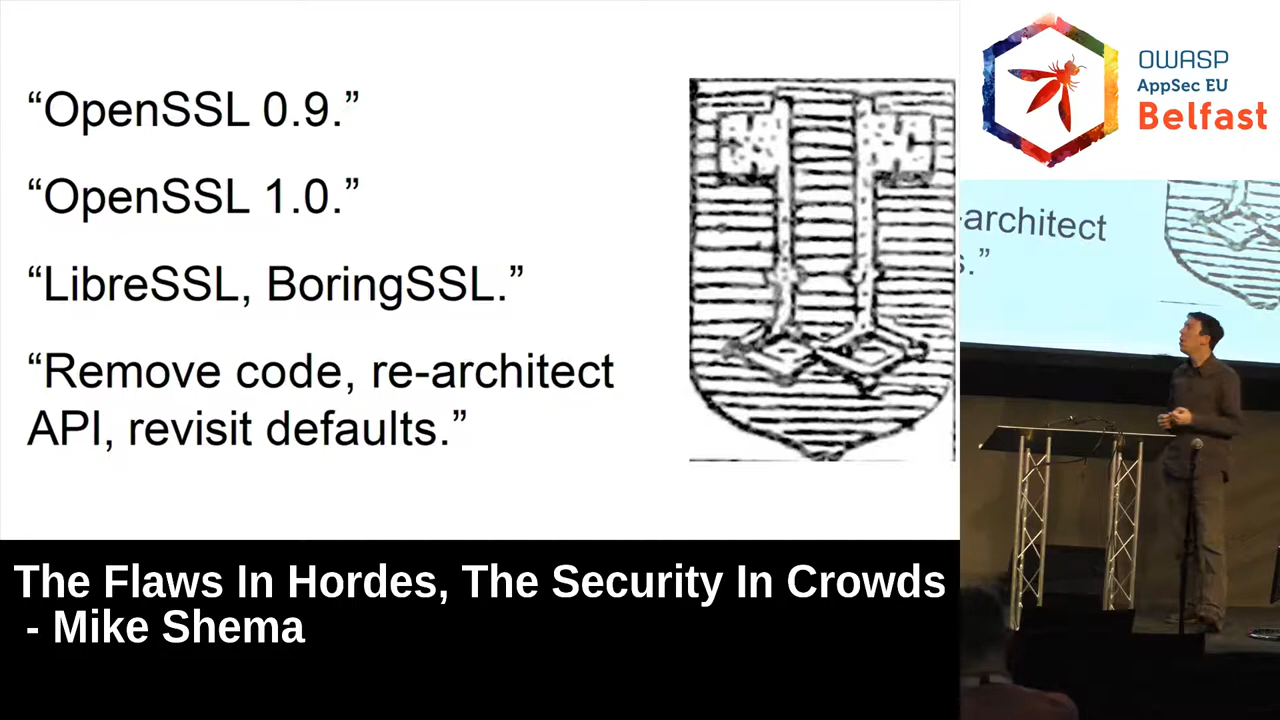 “OpenSSL 0.9.”
“OpenSSL 1.0.”
“LibreSSL, BoringSSL.”
“Remove code, re-architect
API, revisit defaults.”
OWASP
AppSec EU
Belfast
-architect
s.”
The Flaws In Hordes, The Security In Crowds
- Mike Shema